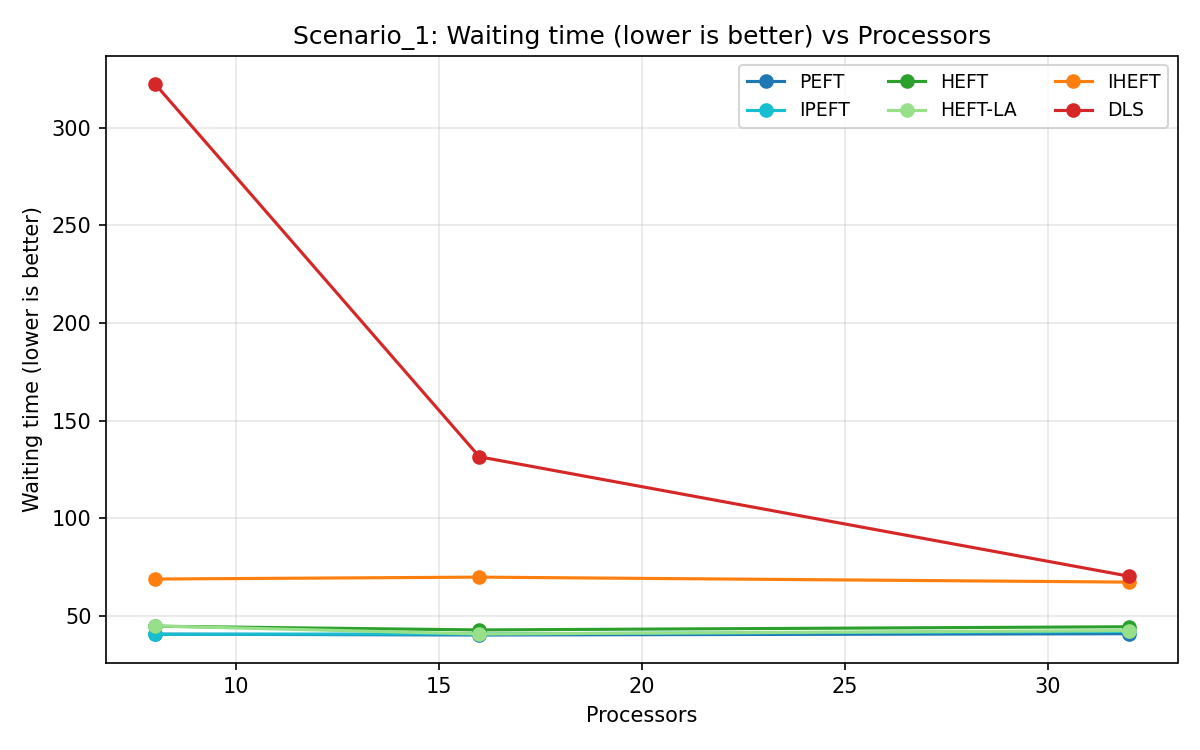 Scenario_1: Waiting time (lower is better) vs Processors
PEFT HEFT IHEFT
IPEFT HEFT-LA DLS
Waiting time (lower is better)
300
250
200
150
100
50
10 15 20 25 30
Processors